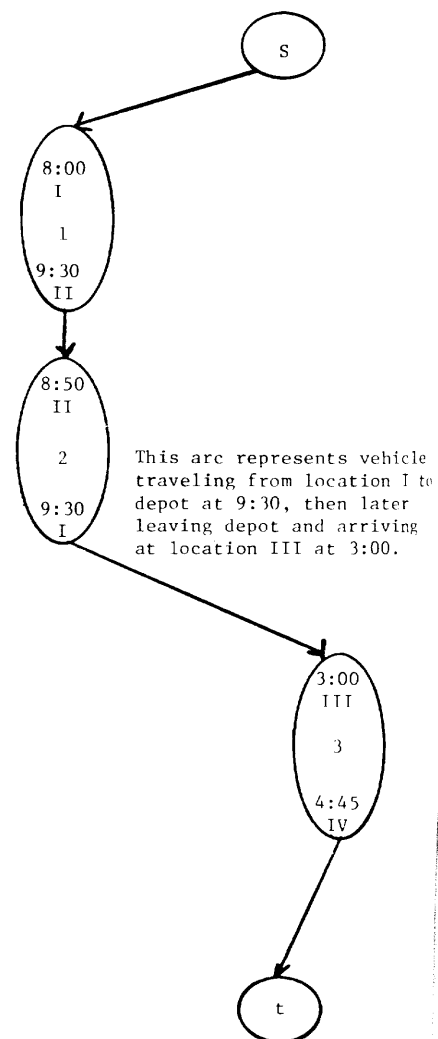 S
8:00
I
1
9:30
II
8:50
II
2
9:30
I
This arc represents vehicle
traveling from location I to
depot at 9:30, then later
leaving depot and arriving
at location III at 3:00.
3:00
III
3
4:45
IV
t